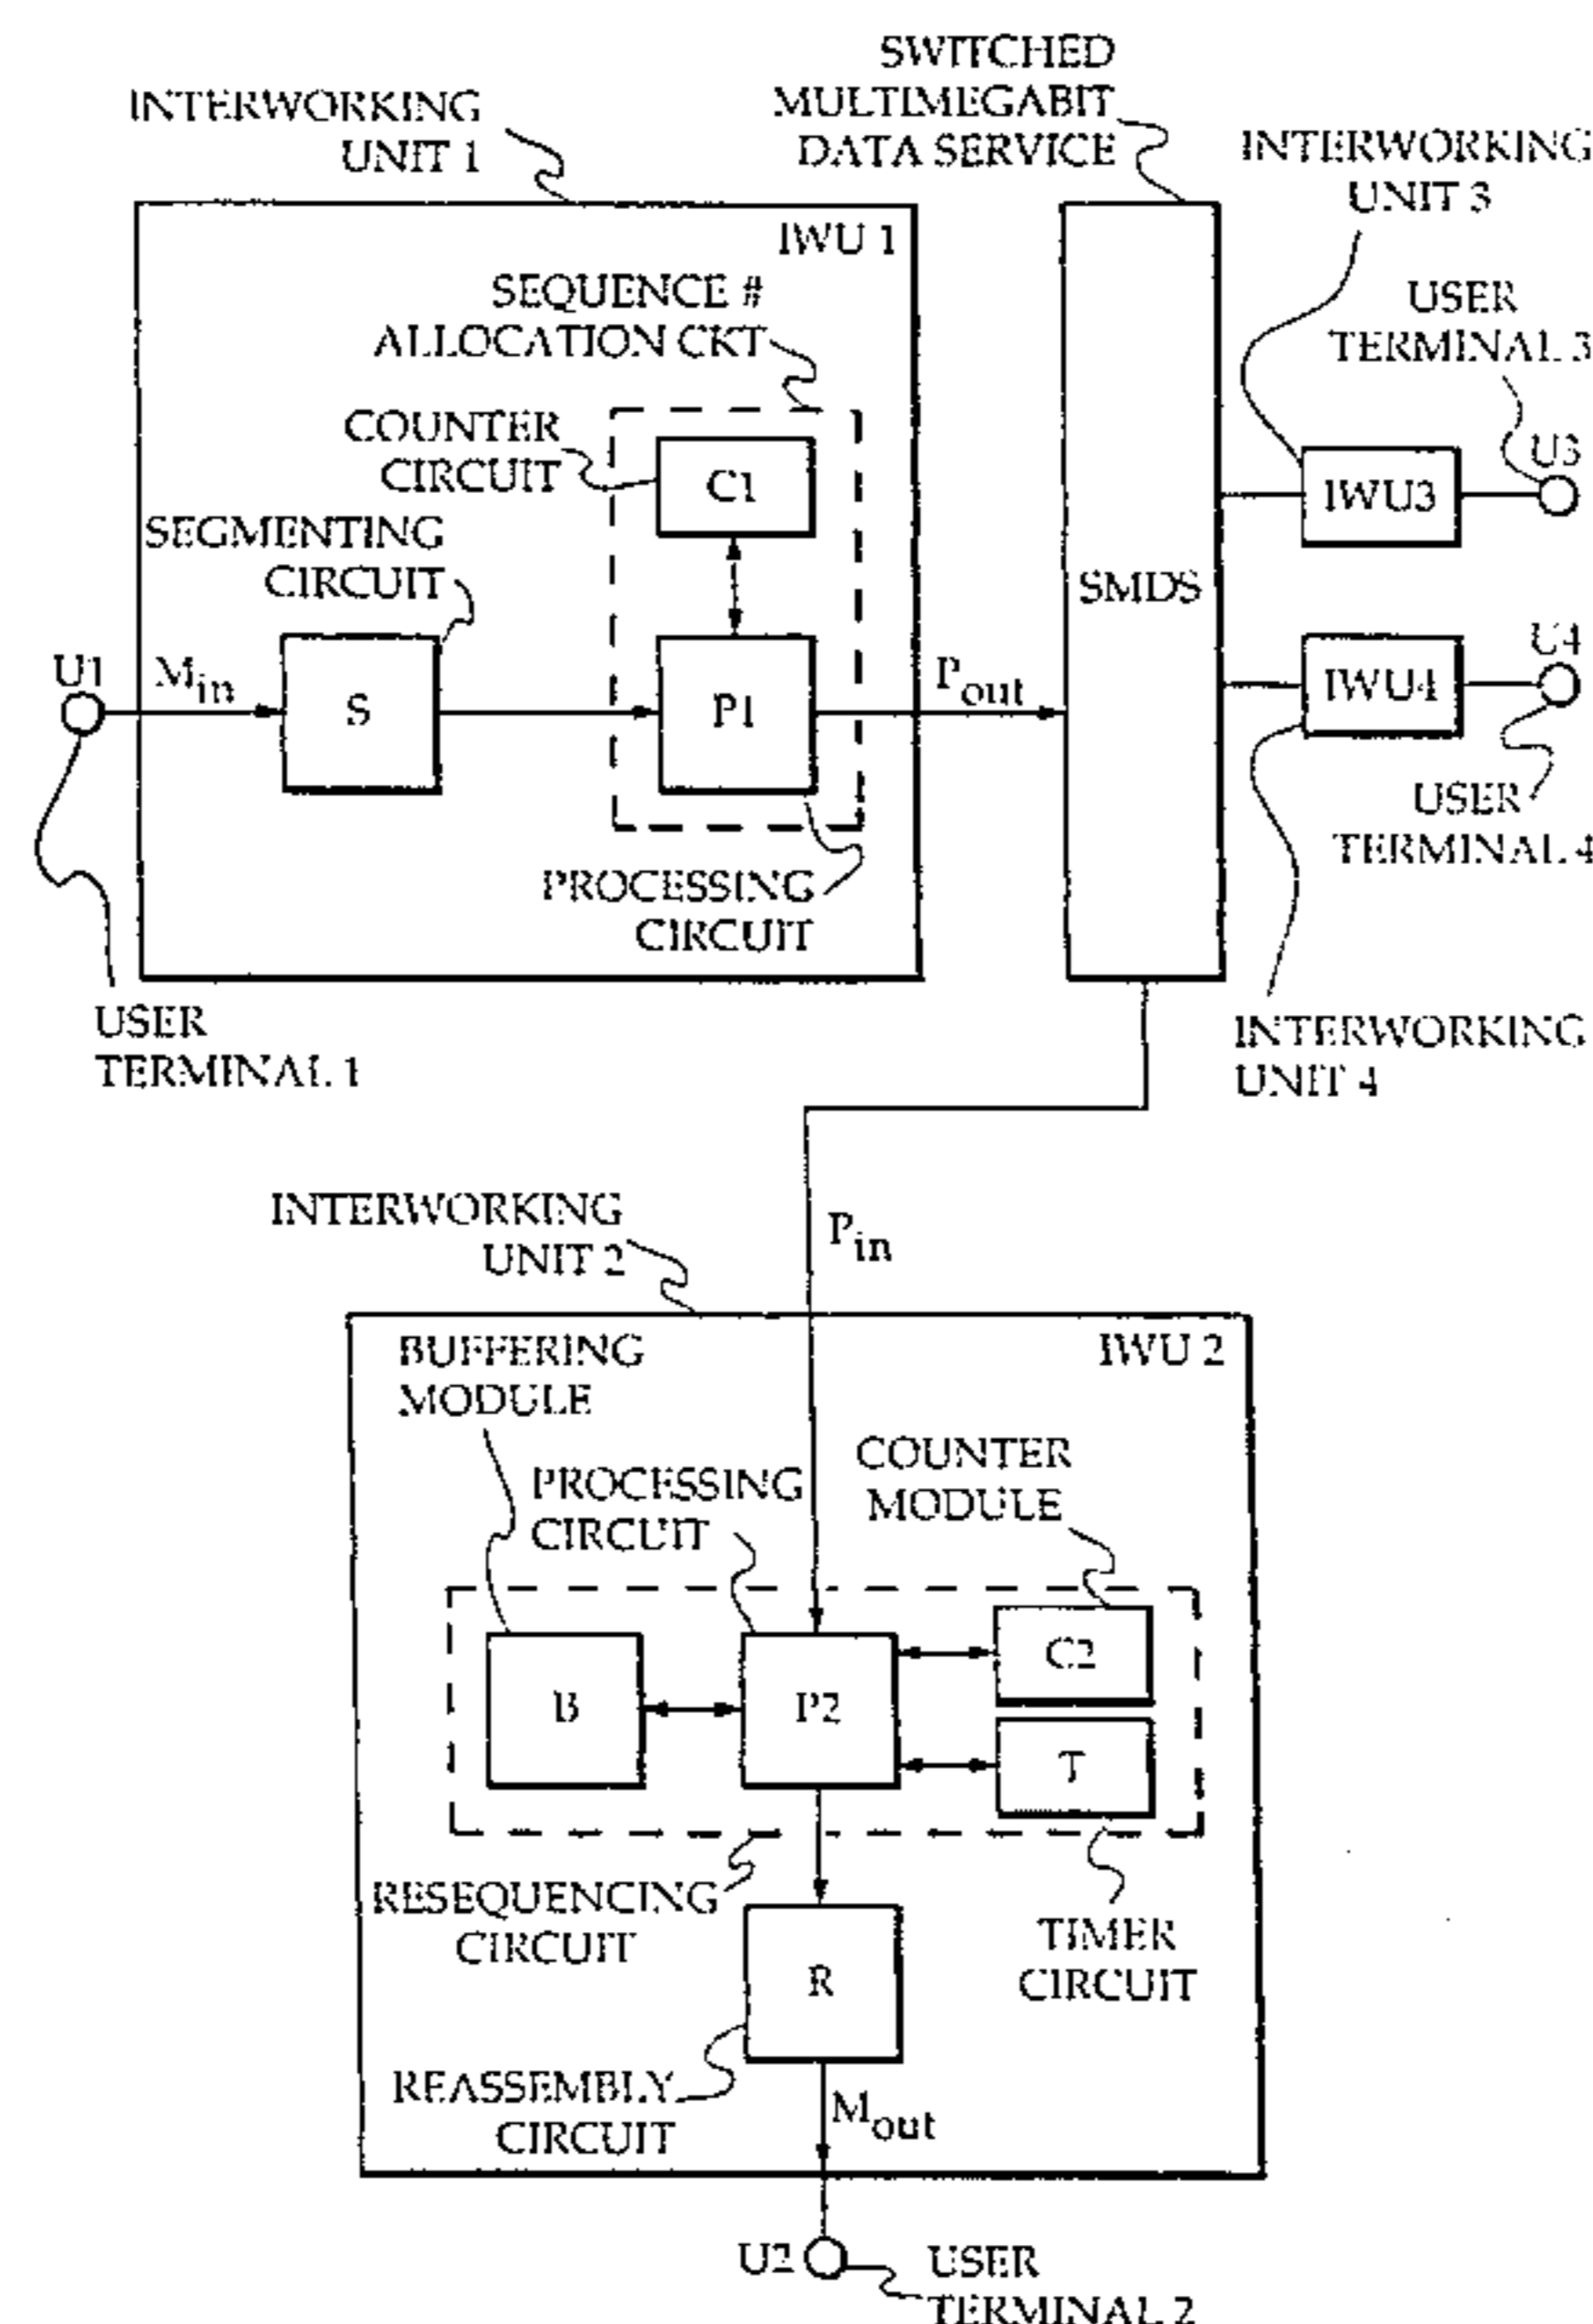 SWITCHED
MULTIMEGABIT
DATA SERVICE
INTERWORKING
UNIT 1
INTERWORKING
UNIT 3
IWU 1
SEQUENCE #
ALLOCATION CKT
USER
TERMINAL 3
COUNTER
CIRCUIT
C1
U3
IWU3
SEGMENTING
CIRCUIT
SMDS
U1
Min
S
P1
Pout
U4
IWU4
USER
TERMINAL 4
PROCESSING
CIRCUIT
USER
TERMINAL 1
INTERWORKING
UNIT 4
INTERWORKING
UNIT 2
Pin
BUFFERING
MODULE
IWU 2
PROCESSING
CIRCUIT
COUNTER
MODULE
B
P2
C2
T
RESEQUENCING
CIRCUIT
TIMER
CIRCUIT
R
REASSEMBLY
CIRCUIT
Mout
U2
USER
TERMINAL 2